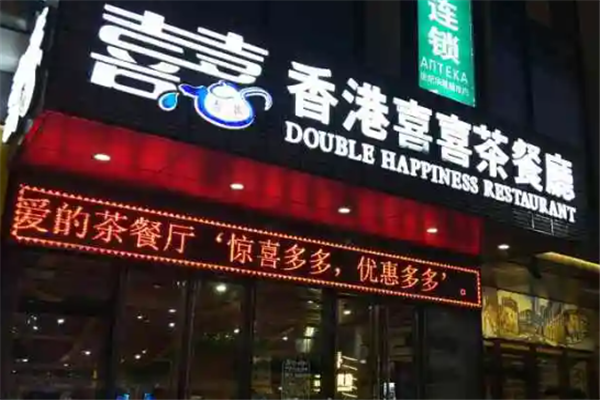 连锁
АПТЕКА
囍
香港喜喜茶餐廳
DOUBLE HAPPINESS RESTAURANT
爱的茶餐厅‘惊喜多多，优惠多多’。